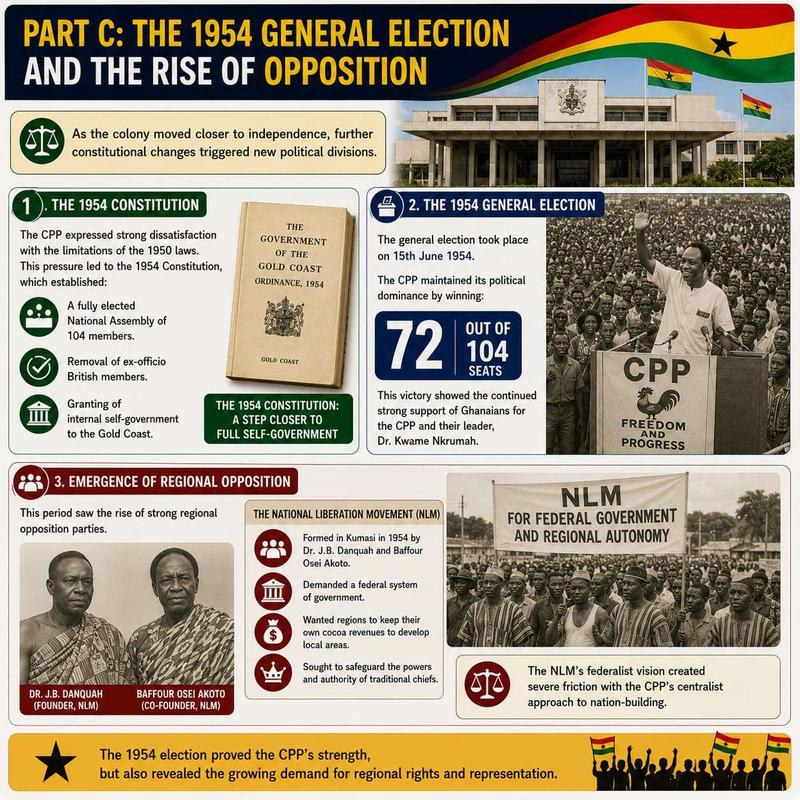 PART C: THE 1954 GENERAL ELECTION
AND THE RISE OF OPPOSITION
As the colony moved closer to independence, further
constitutional changes triggered new political divisions.
1. THE 1954 CONSTITUTION
The CPP expressed strong dissatisfaction
with the limitations of the 1950 laws.
This pressure led to the 1954 Constitution,
which established:
A fully elected
National Assembly of
104 members.
Removal of ex-officio
British members.
Granting of
internal self-government
to the Gold Coast.
THE
GOVERNMENT
OF THE
GOLD COAST
ORDINANCE, 1954
GOLD COAST
THE 1954 CONSTITUTION:
A STEP CLOSER TO
FULL SELF-GOVERNMENT
2. THE 1954 GENERAL ELECTION
The general election took place
on 15th June 1954.
The CPP maintained its political
dominance by winning:
72 OUT OF
104
SEATS
This victory showed the continued
strong support of Ghanaians for
the CPP and their leader,
Dr. Kwame Nkrumah.
CPP
FREEDOM
AND
PROGRESS
3. EMERGENCE OF REGIONAL OPPOSITION
This period saw the rise of strong regional
opposition parties.
DR. J.B. DANQUAH
(FOUNDER, NLM)
BAFFOUR OSEI AKOTO
(CO-FOUNDER, NLM)
THE NATIONAL LIBERATION MOVEMENT (NLM)
Formed in Kumasi in 1954 by
Dr. J.B. Danquah and Baffour
Osei Akoto.
Demanded a federal system
of government.
Wanted regions to keep their
own cocoa revenues to develop
local areas.
Sought to safeguard the powers
and authority of traditional chiefs.
NLM
FOR FEDERAL GOVERNMENT
AND REGIONAL AUTONOMY
The NLM's federalist vision created
severe friction with the CPP's centralist
approach to nation-building.
The 1954 election proved the CPP's strength,
but also revealed the growing demand for regional rights and representation.